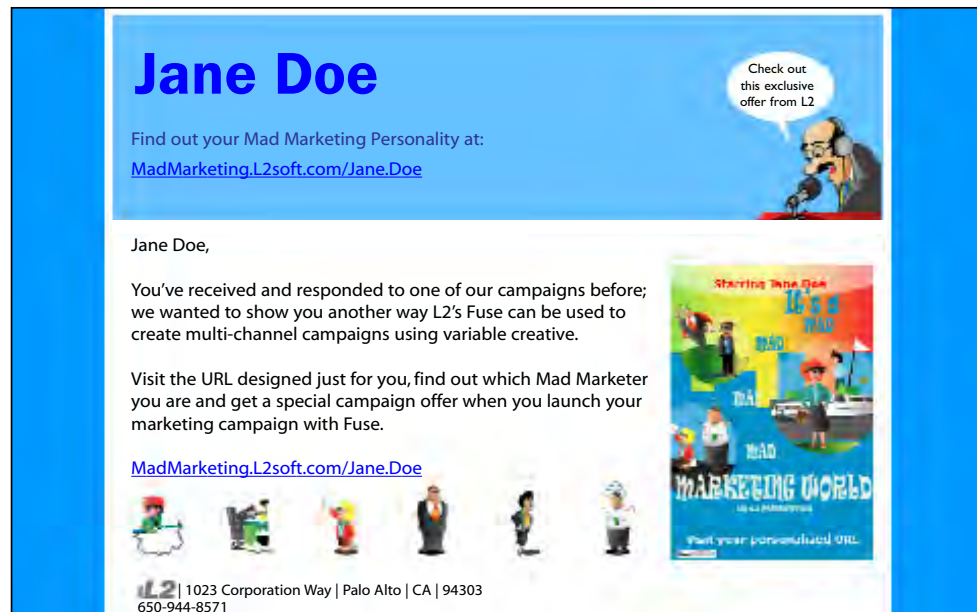 Jane Doe
Check out
this exclusive
offer from L2
Find out your Mad Marketing Personality at:
MadMarketing.L2soft.com/Jane.Doe
Jane Doe,
You’ve received and responded to one of our campaigns before;
we wanted to show you another way L2’s Fuse can be used to
create multi-channel campaigns using variable creative.
Visit the URL designed just for you, find out which Mad Marketer
you are and get a special campaign offer when you launch your
marketing campaign with Fuse.
MadMarketing.L2soft.com/Jane.Doe
Starring Jane Doe
It's a
MAD
MAD
MAD
MAD
MARKETING WORLD
Visit your personalized URL
L2 | 1023 Corporation Way | Palo Alto | CA | 94303
650-944-8571